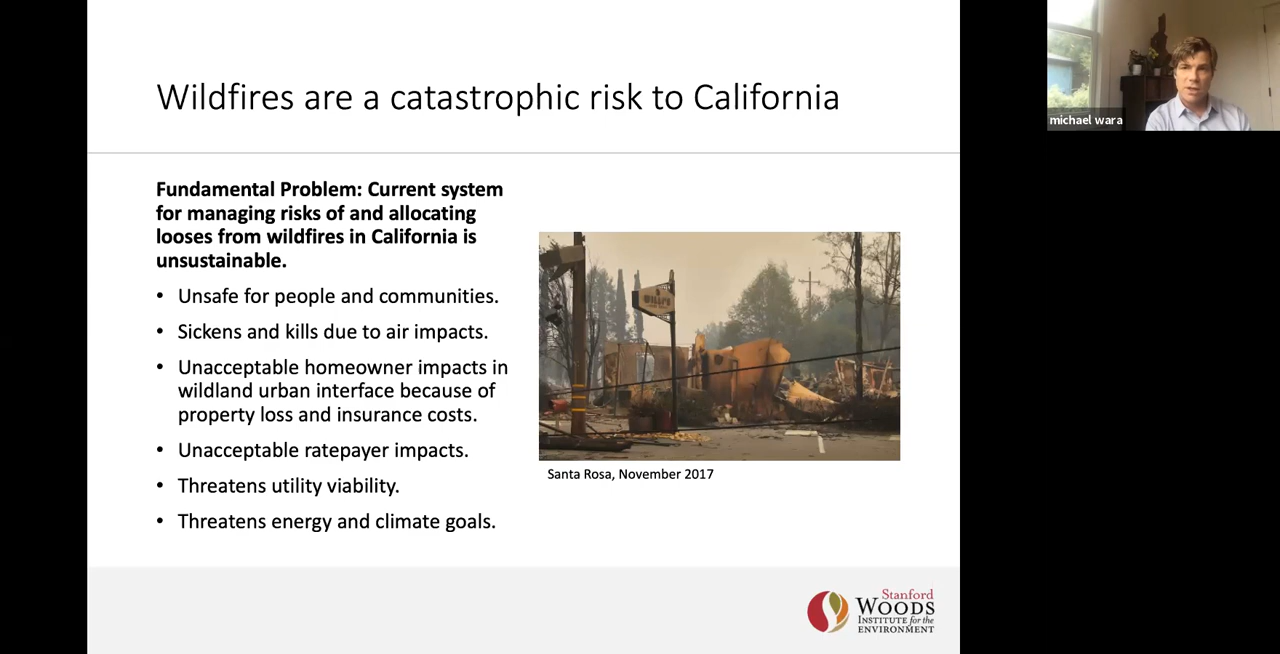 Wildfires are a catastrophic risk to California
Fundamental Problem: Current system
for managing risks of and allocating
looses from wildfires in California is
unsustainable.
• Unsafe for people and communities.
• Sickens and kills due to air impacts.
• Unacceptable homeowner impacts in
wildland urban interface because of
property loss and insurance costs.
• Unacceptable ratepayer impacts.
• Threatens utility viability.
• Threatens energy and climate goals.
WILLI'S
Santa Rosa, November 2017
Stanford
WOODS
INSTITUTE for the
ENVIRONMENT
michael wara